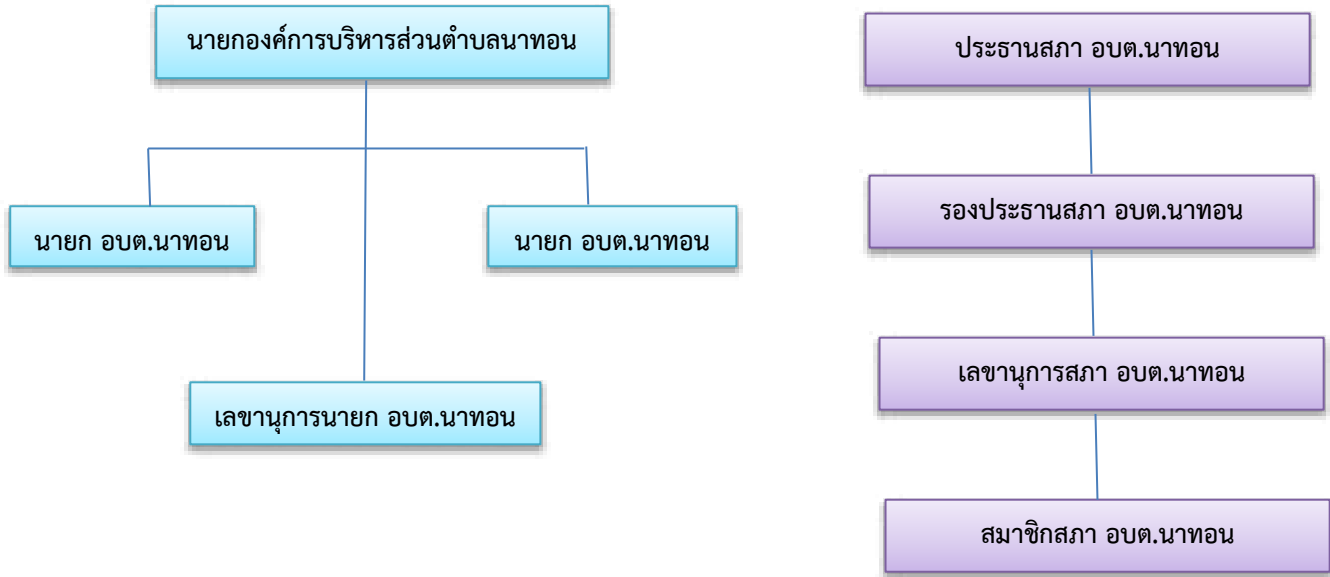 นายกองค์การบริหารส่วนตำบลนาทอน
นายก อบต.นาทอน
นายก อบต.นาทอน
เลขานุการนายก อบต.นาทอน
ประธานสภา อบต.นาทอน
รองประธานสภา อบต.นาทอน
เลขานุการสภา อบต.นาทอน
สมาชิกสภา อบต.นาทอน